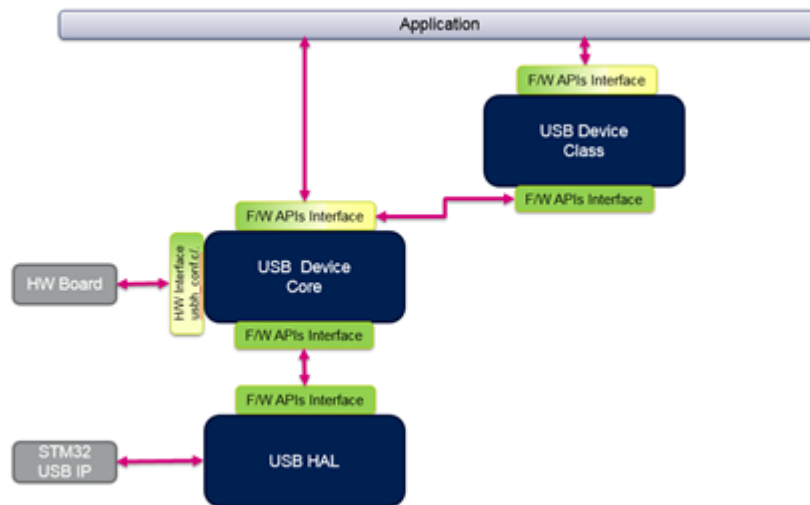 Application
F/W APIs Interface
USB Device
Class
F/W APIs Interface
F/W APIs Interface
H/W Interface
usbh_conf.c/.
USB Device
Core
HW Board
F/W APIs Interface
F/W APIs Interface
STM32
USB IP
USB HAL